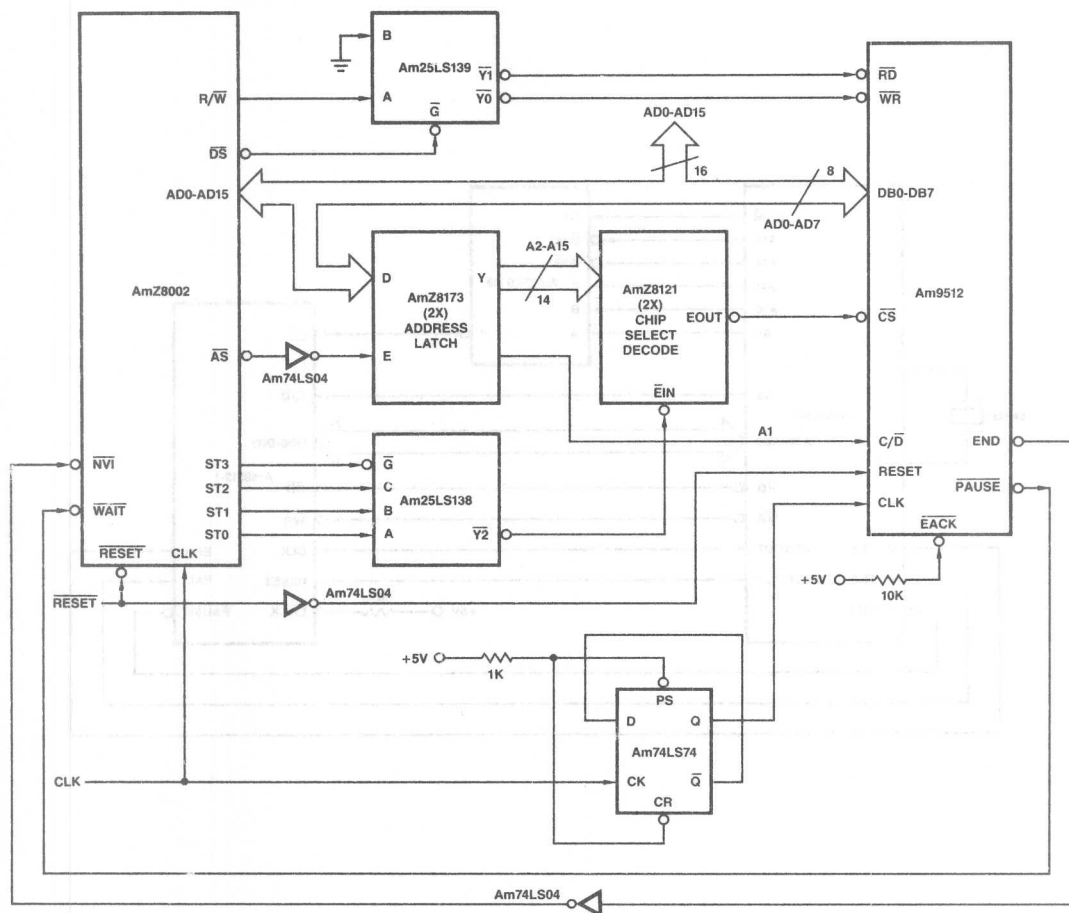 B
Am25LS139
Y1
Y0
A
G
R/W
DS
RD
WR
AD0-AD15
16
8
AD0-AD15
AD0-AD7
DB0-DB7
AmZ8002
D
Y
AmZ8173
(2X)
ADDRESS
LATCH
E
A2-A15
14
AmZ8121
(2X)
CHIP
SELECT
DECODE
EOUT
EIN
Am9512
CS
AS
Am74LS04
A1
C/D
END
NVI
ST3
ST2
ST1
ST0
G
C
B
A
Am25LS138
Y2
RESET
PAUSE
CLK
EACK
WAIT
RESET
CLK
+5V
10K
RESET
Am74LS04
+5V
1K
PS
D
Q
Am74LS74
CK
Q
CR
CLK
Am74LS04